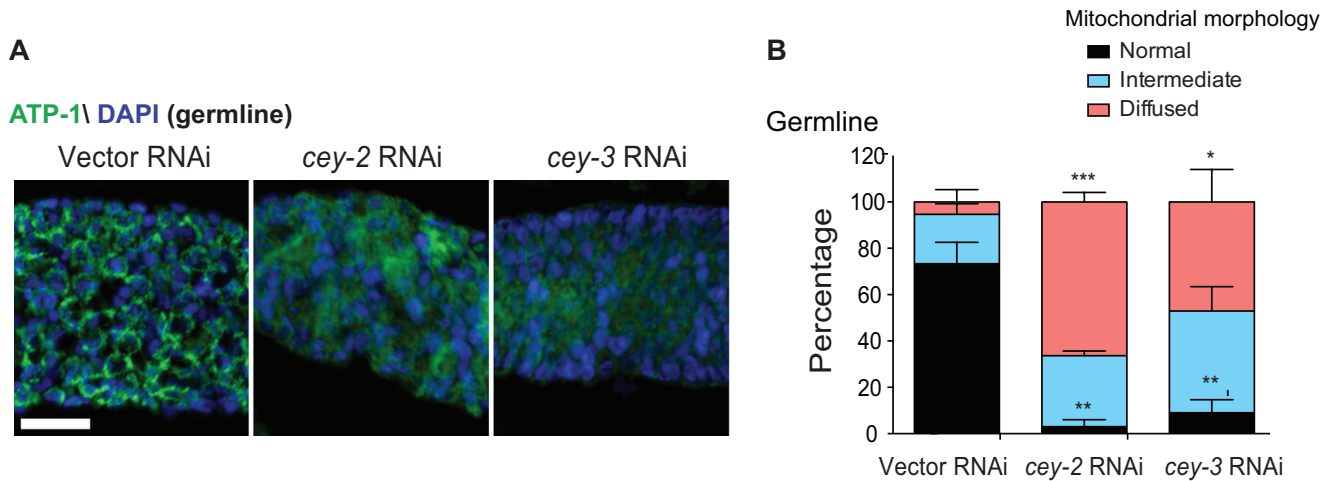 A
ATP-1\ DAPI (germline)
Vector RNAi
cey-2 RNAi
cey-3 RNAi
B
Mitochondrial morphology
Normal
Intermediate
Diffused
Germline
Percentage
120
100
80
60
40
20
0
***
*
**
**
Vector RNAi
cey-2 RNAi
cey-3 RNAi